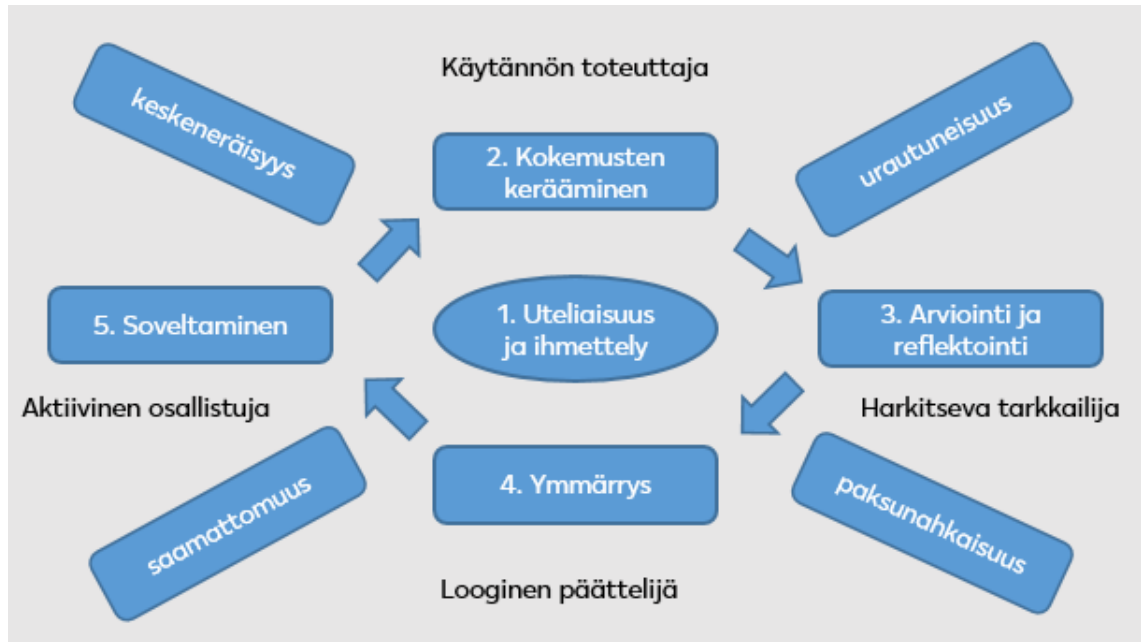 Käytännön toteuttaja
keskeneräisyys
urautuneisuus
2. Kokemusten
kerääminen
1. Uteliaisuus
ja ihmettely
5. Soveltaminen
3. Arviointi ja
reflektointi
Aktiivinen osallistuja
Harkitseva tarkkailija
4. Ymmärrys
saamattomuus
paksunahkaisuus
Looginen päättelijä